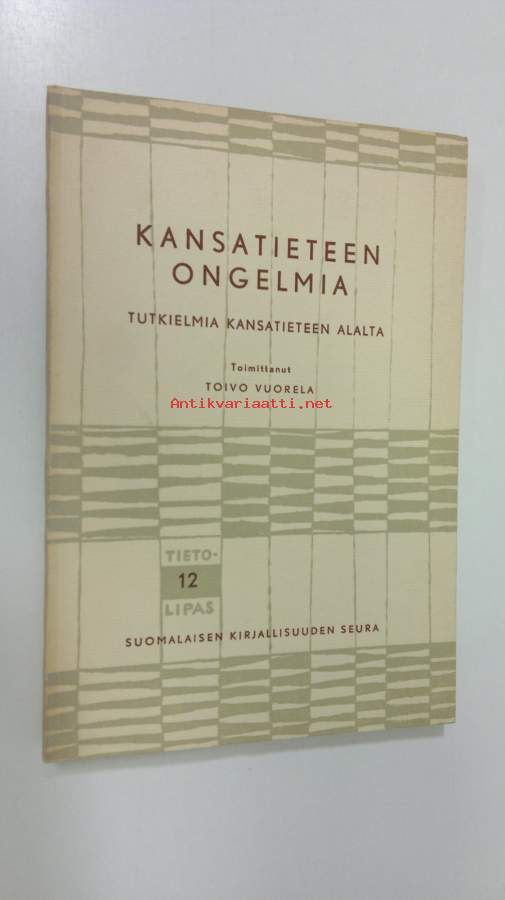 KANSATIETEEN
ONGELMIA
TUTKIELMIA KANSATIETEEN ALALTA
Toimittanut
TOIVO VUORELA
Antikvariaatti.net
TIETO-
12
LIPAS
SUOMALAISEN KIRJALLISUUDEN SEURA